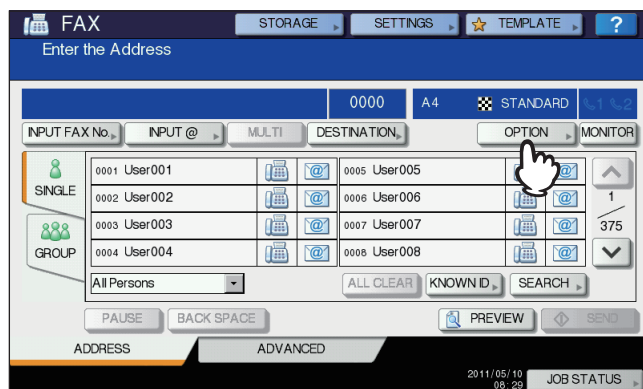 FAX STORAGE SETTINGS TEMPLATE ?
Enter the Address
0000 A4 STANDARD 1 2
INPUT FAX No. INPUT @ MULTI DESTINATION OPTION MONITOR
SINGLE
GROUP
0001 User001
0002 User002
0003 User003
0004 User004
0005 User005
0006 User006
0007 User007
0008 User008
1
375
All Persons ALL CLEAR KNOWN ID SEARCH
PAUSE BACK SPACE PREVIEW SEND
ADDRESS ADVANCED
2011/05/10
08:29
JOB STATUS